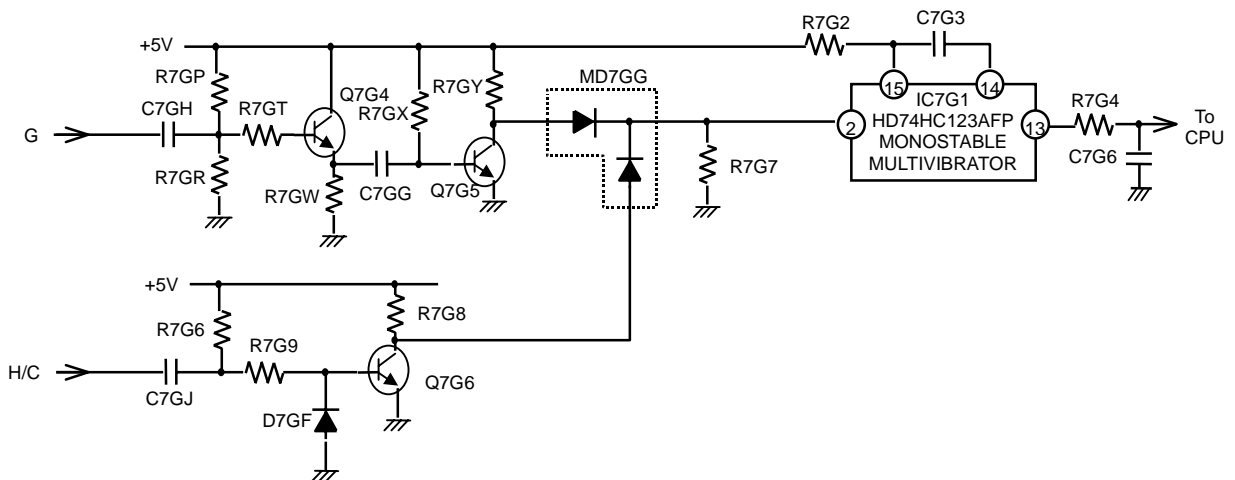 R7G2
C7G3
+5V
R7GP
R7GY
MD7GG
C7GH
R7GT
Q7G4
R7GX
15
14
IC7G1
R7G4
To
CPU
G
2
HD74HC123AFP
13
MONOSTABLE
MULTIVIBRATOR
C7G6
R7GR
R7GW
C7GG
Q7G5
R7G7
+5V
R7G6
R7G8
R7G9
H/C
C7GJ
Q7G6
D7GF